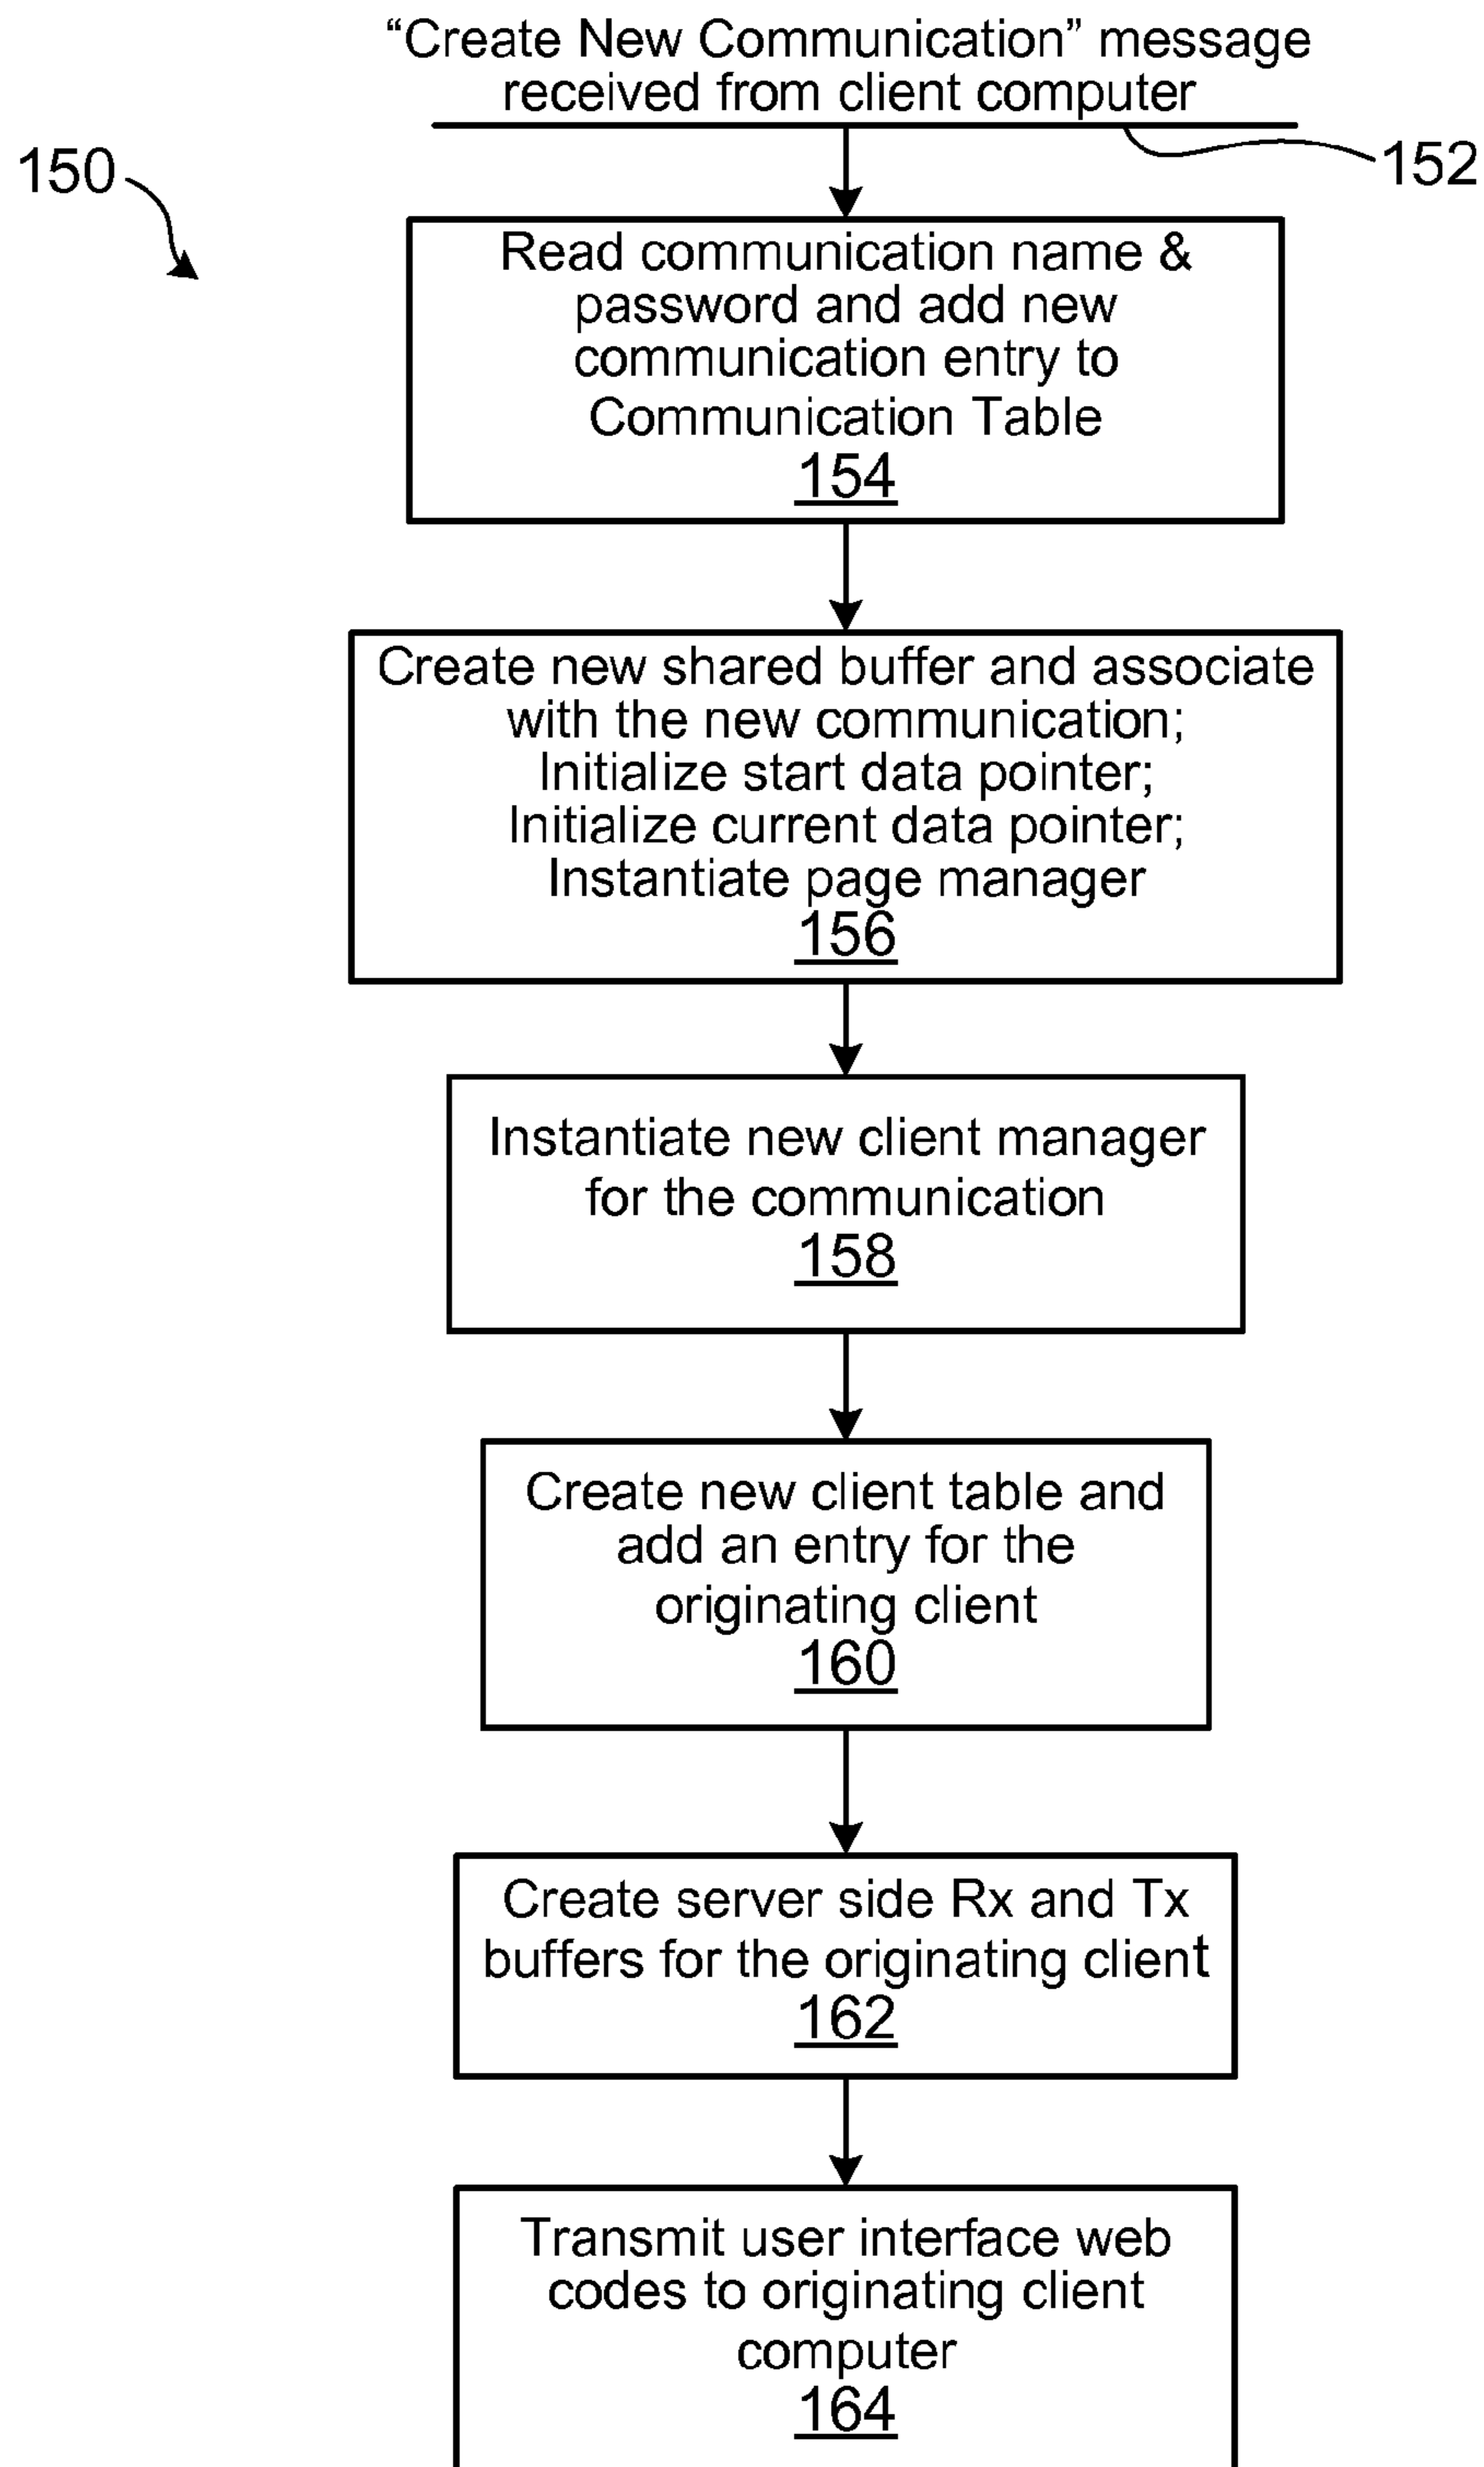 “Create New Communication” message
received from client computer
150
152
Read communication name &
password and add new
communication entry to
Communication Table
154
Create new shared buffer and associate
with the new communication;
Initialize start data pointer;
Initialize current data pointer;
Instantiate page manager
156
Instantiate new client manager
for the communication
158
Create new client table and
add an entry for the
originating client
160
Create server side Rx and Tx
buffers for the originating client
162
Transmit user interface web
codes to originating client
computer
164